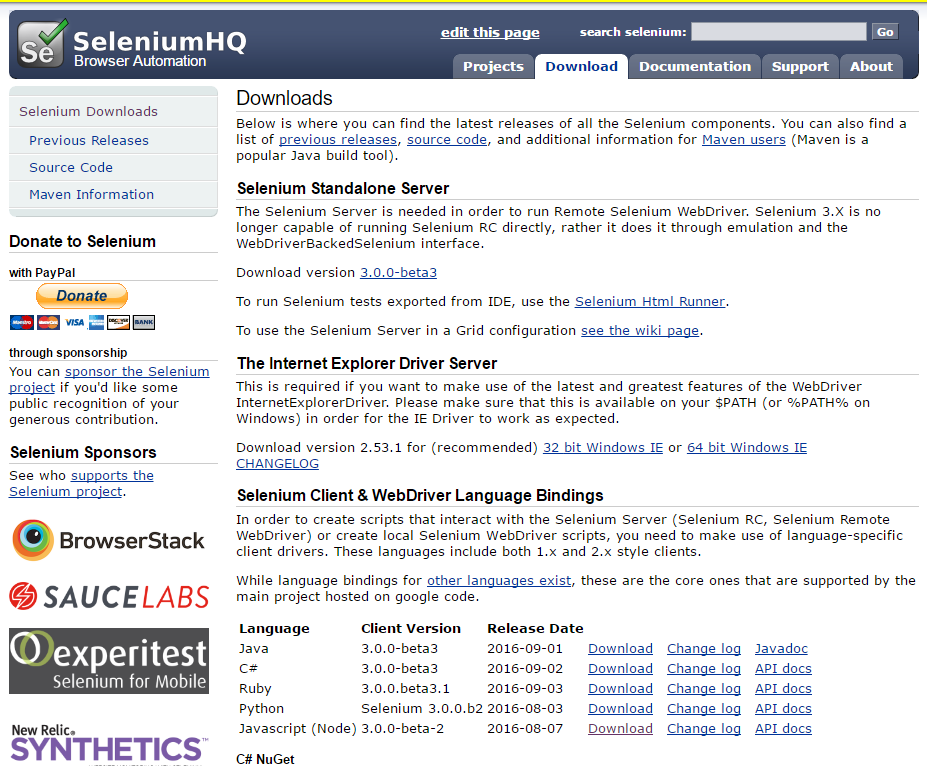 Se SeleniumHQ
Browser Automation
edit this page
search selenium:
Go
Projects
Download
Documentation
Support
About
Selenium Downloads
Previous Releases
Source Code
Maven Information
Donate to Selenium
with PayPal
Donate
Maestro
VISA
DISCOVER
BANK
through sponsorship
You can sponsor the Selenium
project if you'd like some
public recognition of your
generous contribution.
Selenium Sponsors
See who supports the
Selenium project.
BrowserStack
SAUCELABS
experitest
Selenium for Mobile
New Relic®
SYNTHETICS™
Downloads
Below is where you can find the latest releases of all the Selenium components. You can also find a
list of previous releases, source code, and additional information for Maven users (Maven is a
popular Java build tool).
Selenium Standalone Server
The Selenium Server is needed in order to run Remote Selenium WebDriver. Selenium 3.X is no
longer capable of running Selenium RC directly, rather it does it through emulation and the
WebDriverBackedSelenium interface.
Download version 3.0.0-beta3
To run Selenium tests exported from IDE, use the Selenium Html Runner.
To use the Selenium Server in a Grid configuration see the wiki page.
The Internet Explorer Driver Server
This is required if you want to make use of the latest and greatest features of the WebDriver
InternetExplorerDriver. Please make sure that this is available on your $PATH (or %PATH% on
Windows) in order for the IE Driver to work as expected.
Download version 2.53.1 for (recommended) 32 bit Windows IE or 64 bit Windows IE
CHANGELOG
Selenium Client & WebDriver Language Bindings
In order to create scripts that interact with the Selenium Server (Selenium RC, Selenium Remote
WebDriver) or create local Selenium WebDriver scripts, you need to make use of language-specific
client drivers. These languages include both 1.x and 2.x style clients.
While language bindings for other languages exist, these are the core ones that are supported by the
main project hosted on google code.
Language Client Version Release Date
Java 3.0.0-beta3 2016-09-01 Download Change log Javadoc
C# 3.0.0-beta3 2016-09-02 Download Change log API docs
Ruby 3.0.0.beta3.1 2016-09-03 Download Change log API docs
Python Selenium 3.0.0.b2 2016-08-03 Download Change log API docs
Javascript (Node) 3.0.0-beta-2 2016-08-07 Download Change log API docs
C# NuGet